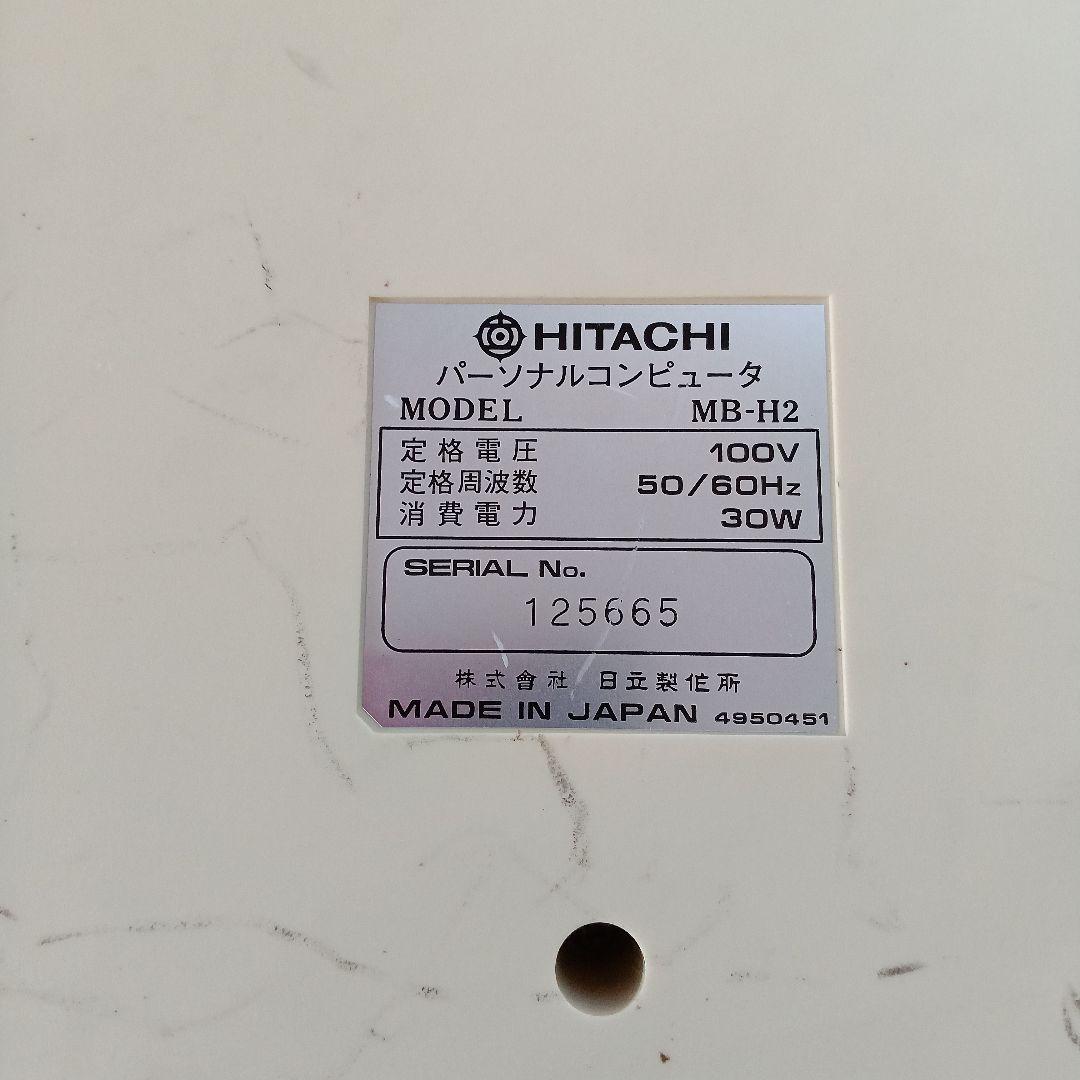 HITACHI
パーソナルコンピュータ
MODEL MB-H2
定格電圧 100V
定格周波数 50/60Hz
消費電力 30W
SERIAL No.
125665
株式會社 日立製作所
MADE IN JAPAN 4950451